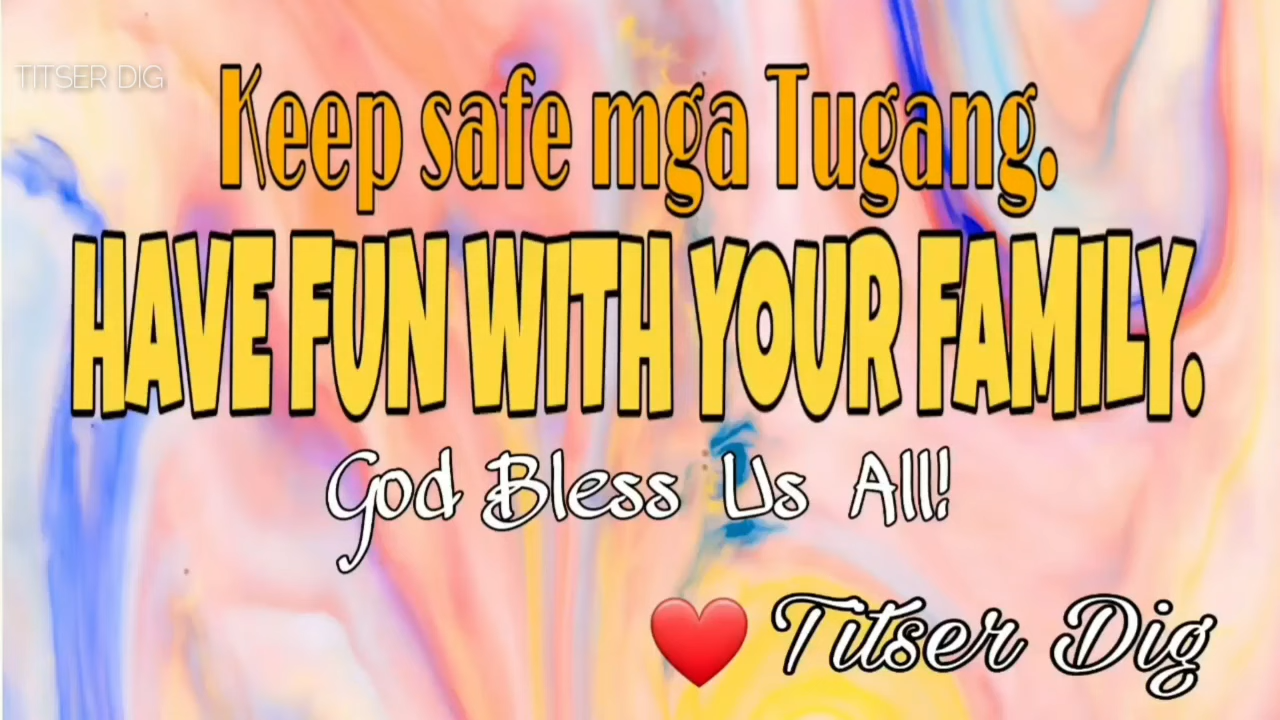 TITSER DIG
Keep safe mga Tugang.
HAVE FUN WITH YOUR FAMILY.
God Bless Us All!
❤️ Titser Dig